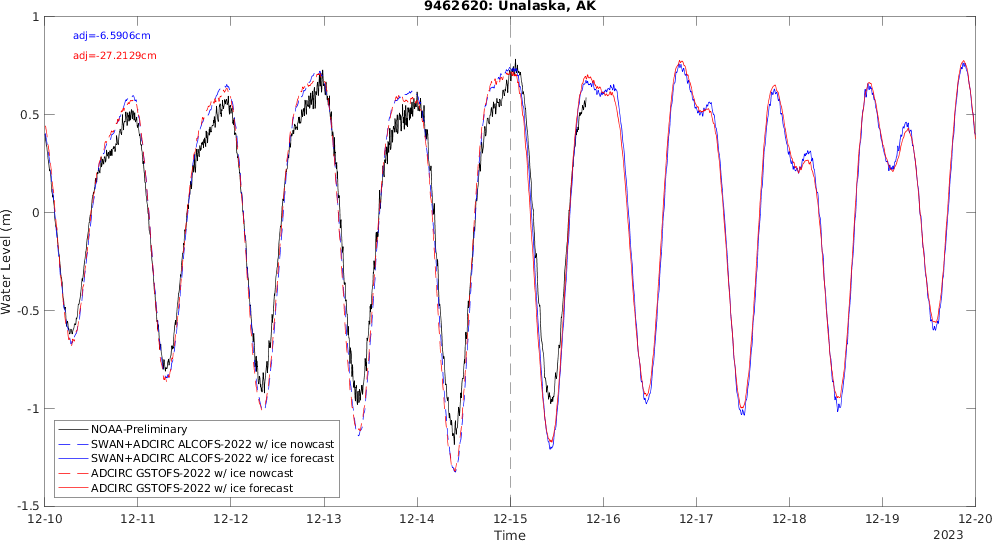 9462620: Unalaska, AK
adj=-6.5906cm
adj=-27.2129cm
Water Level (m)
1
0.5
0
-0.5
-1
-1.5
NOAA-Preliminary
SWAN+ADCIRC ALCOFS-2022 w/ ice nowcast
SWAN+ADCIRC ALCOFS-2022 w/ ice forecast
ADCIRC GSTOFS-2022 w/ ice nowcast
ADCIRC GSTOFS-2022 w/ ice forecast
12-10 12-11 12-12 12-13 12-14 12-15 12-16 12-17 12-18 12-19 12-20
Time
2023